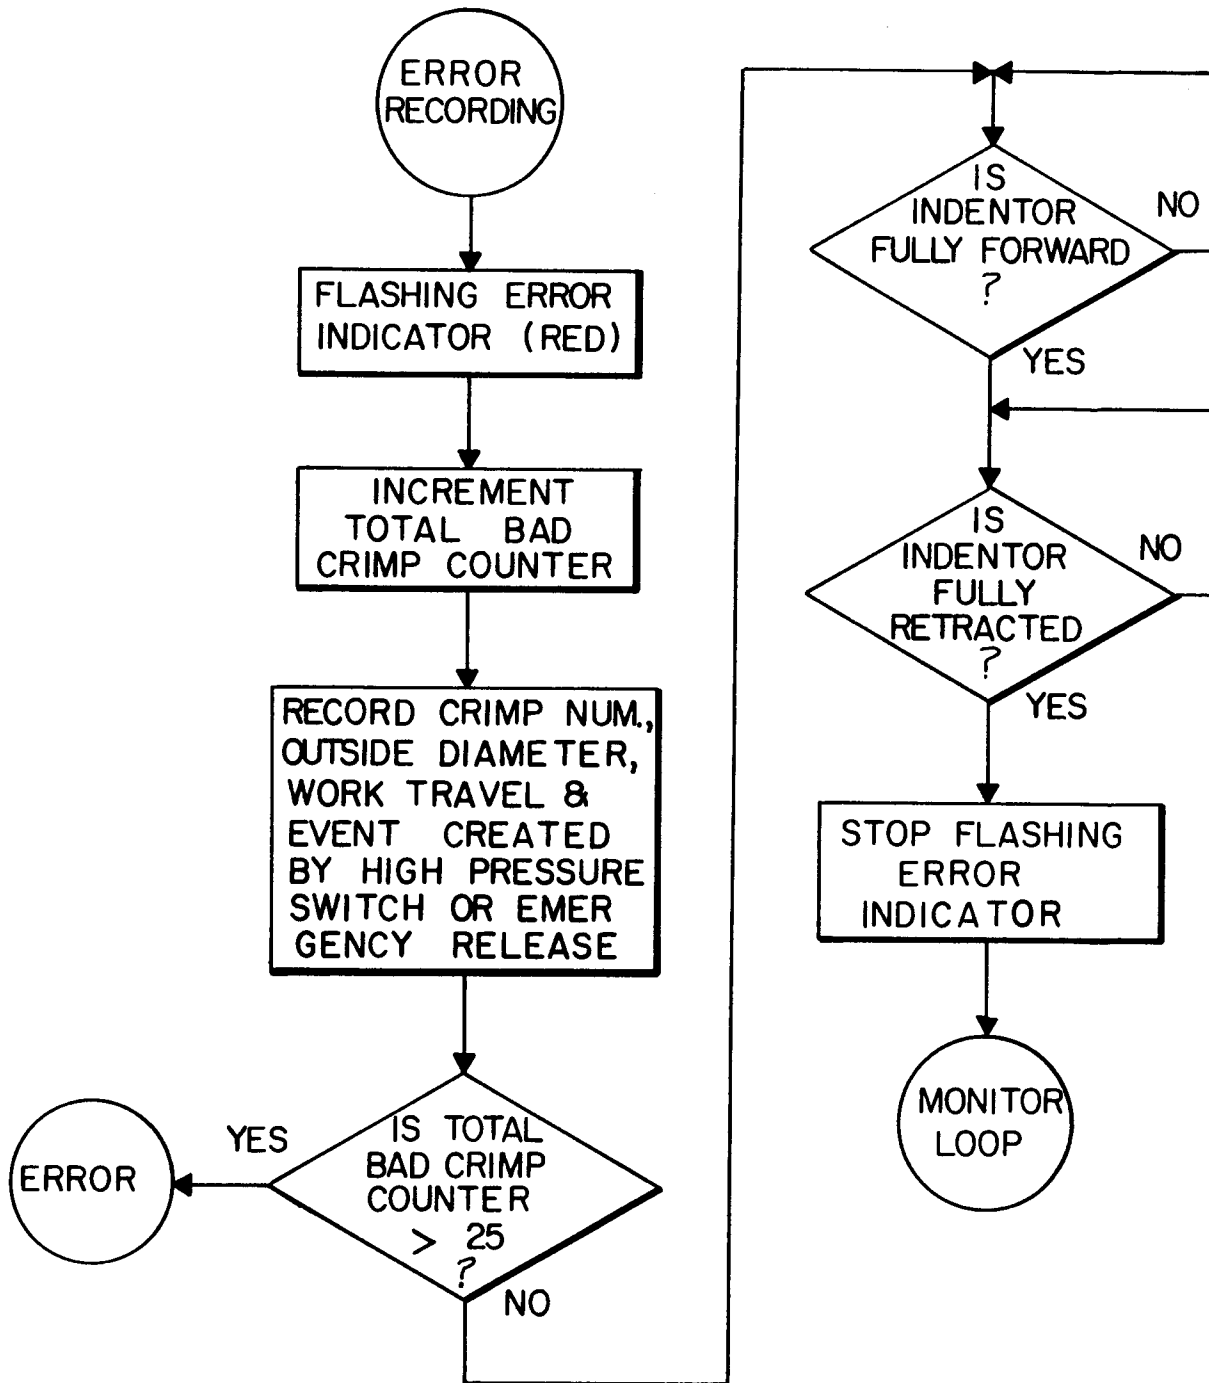 ERROR
RECORDING
FLASHING ERROR
INDICATOR (RED)
INCREMENT
TOTAL BAD
CRIMP COUNTER
RECORD CRIMP NUM.,
OUTSIDE DIAMETER,
WORK TRAVEL &
EVENT CREATED
BY HIGH PRESSURE
SWITCH OR EMER
GENCY RELEASE
IS TOTAL
BAD CRIMP
COUNTER
> 25
?
YES
ERROR
NO
IS
INDENTOR
FULLY FORWARD
?
NO
YES
IS
INDENTOR
FULLY
RETRACTED
?
NO
YES
STOP FLASHING
ERROR
INDICATOR
MONITOR
LOOP